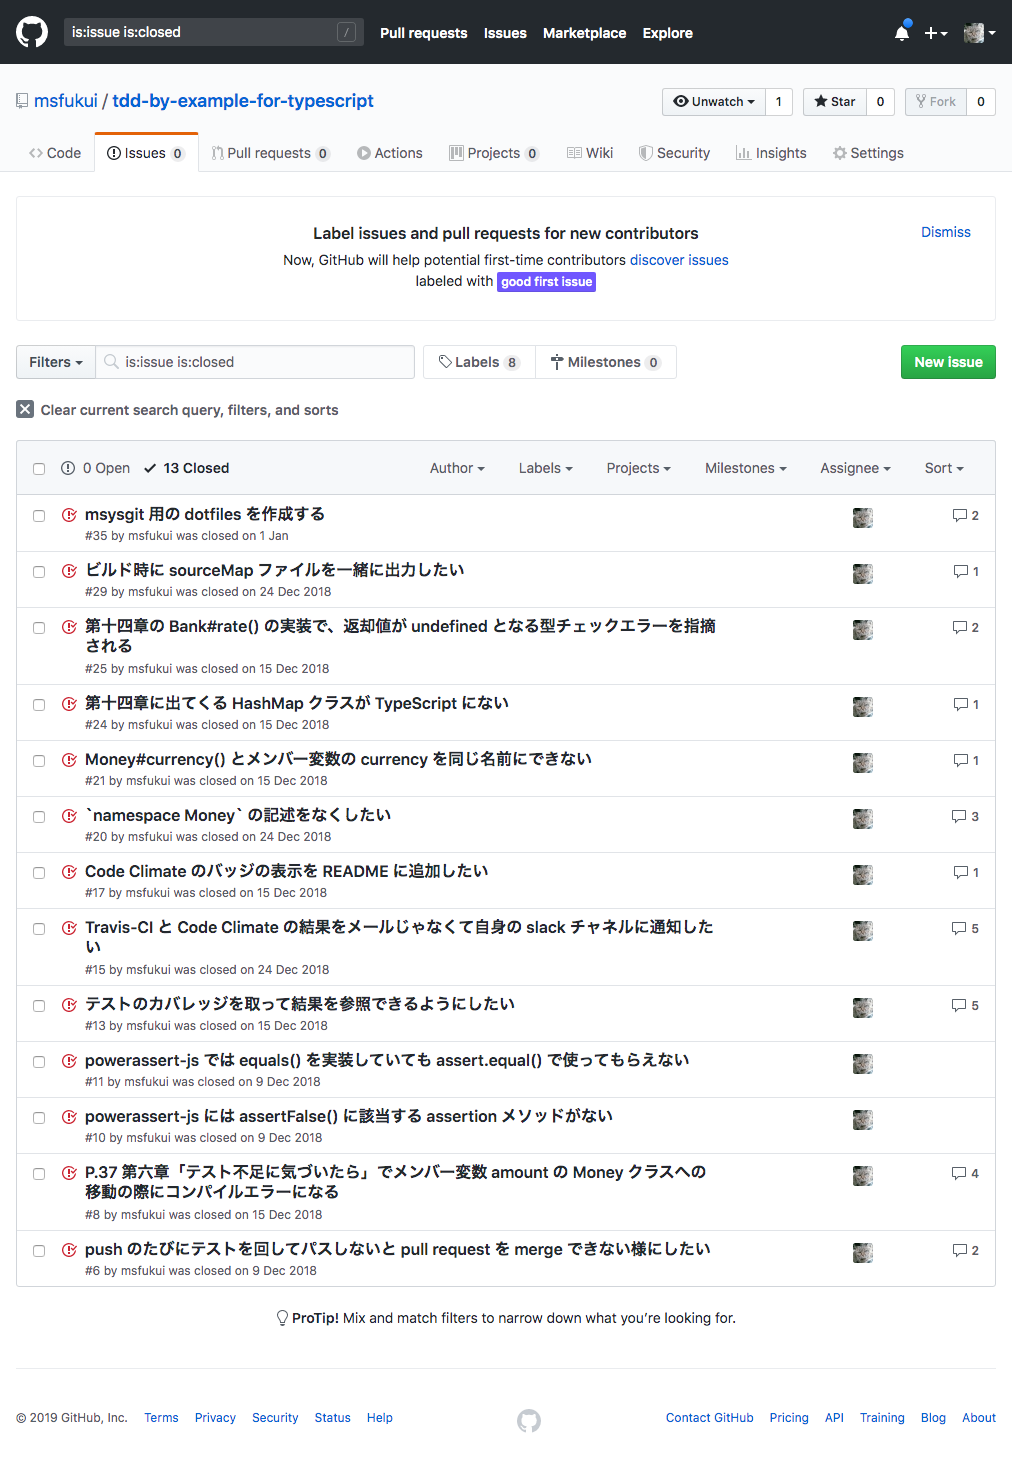 is:issue is:closed / Pull requests Issues Marketplace Explore
msfukui / tdd-by-example-for-typescript Unwatch 1 Star 0 Fork 0
Code Issues 0 Pull requests 0 Actions Projects 0 Wiki Security Insights Settings
Label issues and pull requests for new contributors Dismiss
Now, GitHub will help potential first-time contributors discover issues
labeled with good first issue
Filters is:issue is:closed Labels 8 Milestones 0 New issue
Clear current search query, filters, and sorts
0 Open 13 Closed Author Labels Projects Milestones Assignee Sort
msysgit 用の dotfiles を作成する 2
#35 by msfukui was closed on 1 Jan
ビルド時に sourceMap ファイルを一緒に出力したい 1
#29 by msfukui was closed on 24 Dec 2018
第十四章の Bank#rate() の実装で、返却値が undefined となる型チェックエラーを指摘 2
される
#25 by msfukui was closed on 15 Dec 2018
第十四章に出てくる HashMap クラスが TypeScript にない 1
#24 by msfukui was closed on 15 Dec 2018
Money#currency() とメンバー変数の currency を同じ名前にできない 1
#21 by msfukui was closed on 15 Dec 2018
`namespace Money` の記述をなくしたい 3
#20 by msfukui was closed on 24 Dec 2018
Code Climate のバッジの表示を README に追加したい 1
#17 by msfukui was closed on 15 Dec 2018
Travis-CI と Code Climate の結果をメールじゃなくて自身の slack チャネルに通知した 5
い
#15 by msfukui was closed on 24 Dec 2018
テストのカバレッジを取って結果を参照できるようにしたい 5
#13 by msfukui was closed on 15 Dec 2018
powerassert-js では equals() を実装していても assert.equal() で使ってもらえない
#11 by msfukui was closed on 9 Dec 2018
powerassert-js には assertFalse() に該当する assertion メソッドがない
#10 by msfukui was closed on 9 Dec 2018
P.37 第六章「テスト不足に気づいたら」でメンバー変数 amount の Money クラスへの 4
移動の際にコンパイルエラーになる
#8 by msfukui was closed on 15 Dec 2018
push のたびにテストを回してパスしないと pull request を merge できない様にしたい 2
#6 by msfukui was closed on 9 Dec 2018
ProTip! Mix and match filters to narrow down what you’re looking for.
© 2019 GitHub, Inc. Terms Privacy Security Status Help Contact GitHub Pricing API Training Blog About